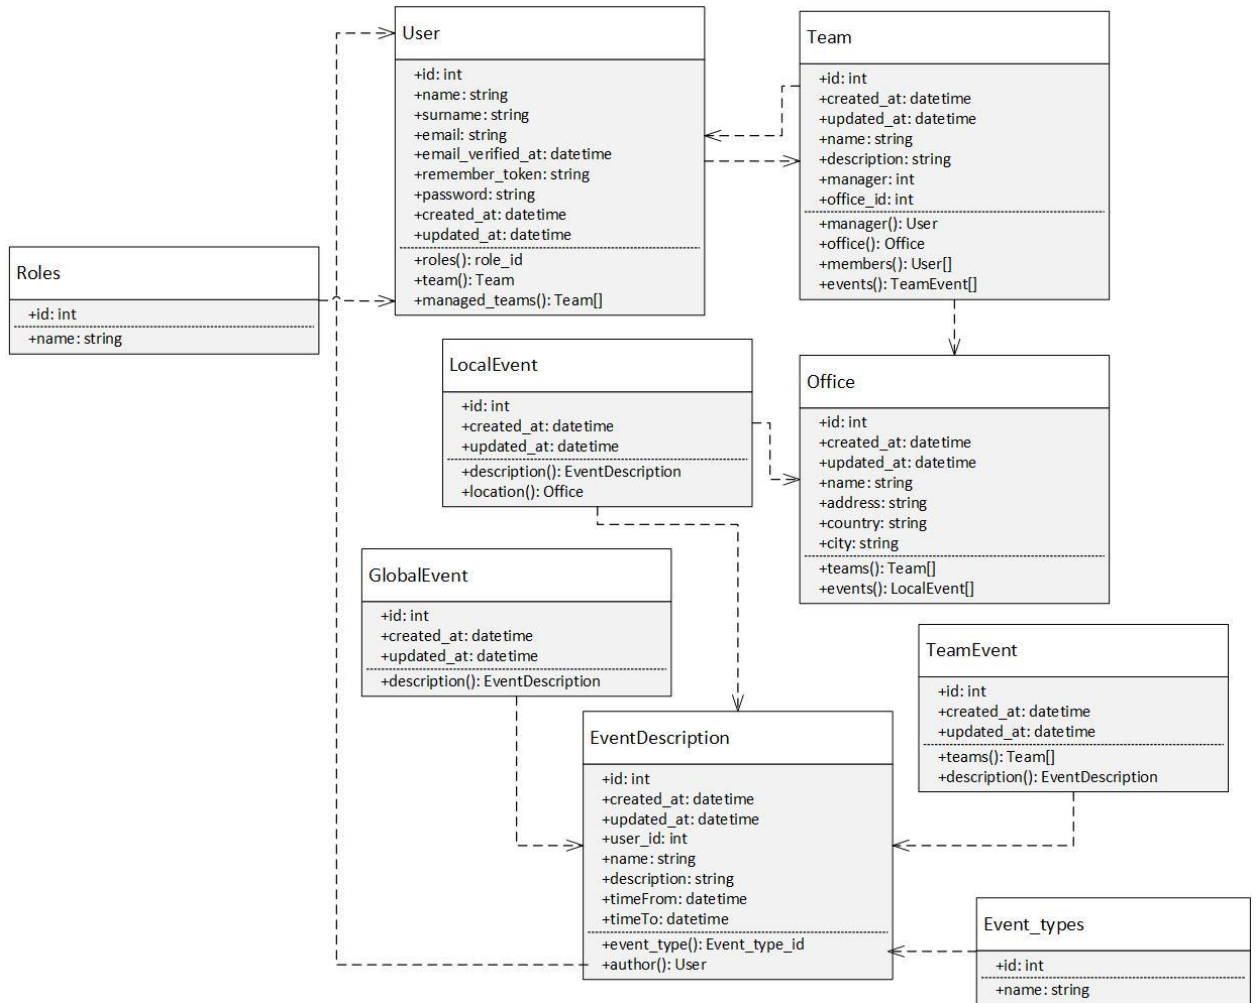 User
+id: int
+name: string
+surname: string
+email: string
+email_verified_at: datetime
+remember_token: string
+password: string
+created_at: datetime
+updated_at: datetime
+roles(): role_id
+team(): Team
+managed_teams(): Team[]
Team
+id: int
+created_at: datetime
+updated_at: datetime
+name: string
+description: string
+manager: int
+office_id: int
+manager(): User
+office(): Office
+members(): User[]
+events(): TeamEvent[]
Roles
+id: int
+name: string
LocalEvent
+id: int
+created_at: datetime
+updated_at: datetime
+description(): EventDescription
+location(): Office
Office
+id: int
+created_at: datetime
+updated_at: datetime
+name: string
+address: string
+country: string
+city: string
+teams(): Team[]
+events(): LocalEvent[]
GlobalEvent
+id: int
+created_at: datetime
+updated_at: datetime
+description(): EventDescription
TeamEvent
+id: int
+created_at: datetime
+updated_at: datetime
+teams(): Team[]
+description(): EventDescription
EventDescription
+id: int
+created_at: datetime
+updated_at: datetime
+user_id: int
+name: string
+description: string
+timeFrom: datetime
+timeTo: datetime
+event_type(): Event_type_id
+author(): User
Event_types
+id: int
+name: string